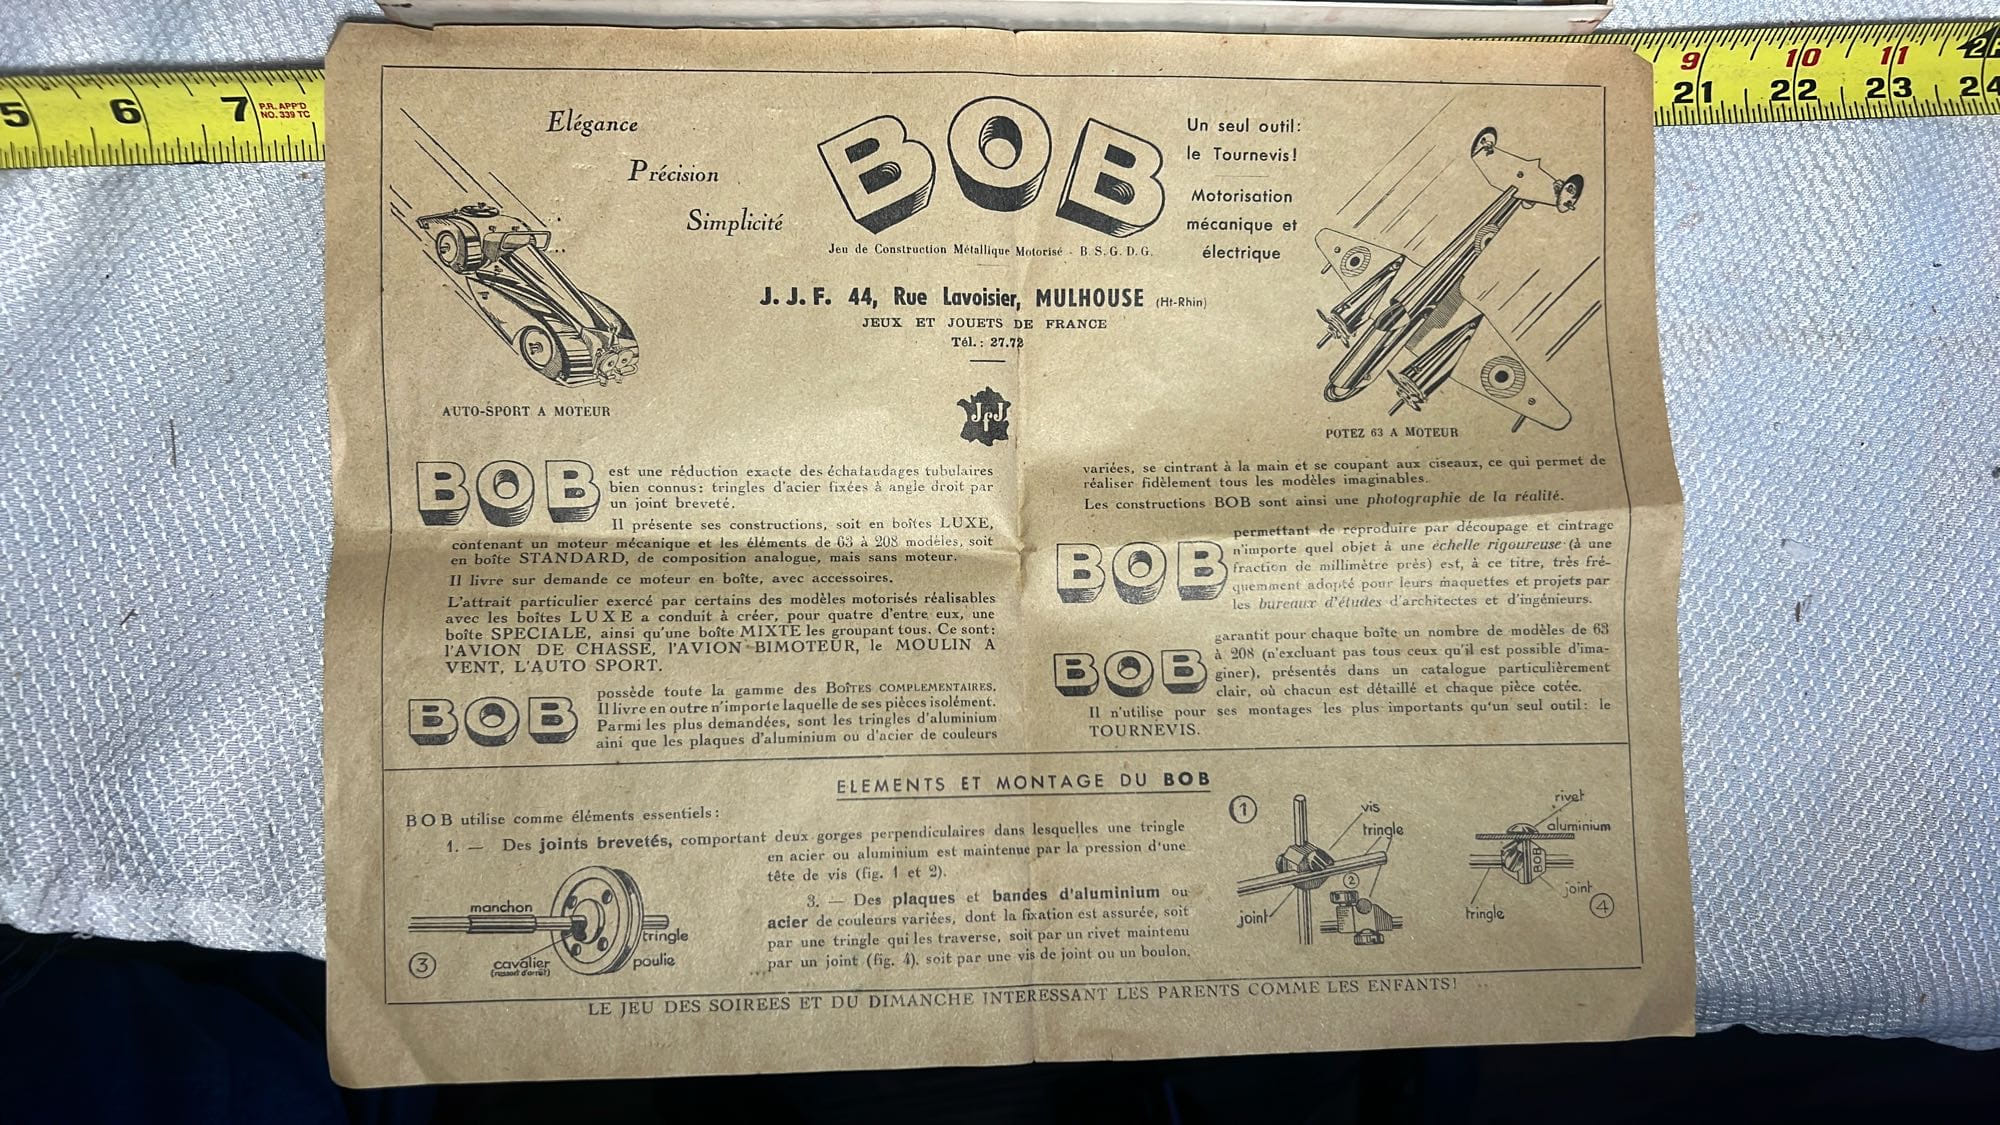 5 6 7
P.R. APP'D
NO. 339 TC
9 10 11
21 22 23 24
Elégance
Précision
Simplicité
BOB
Jeu de Construction Métallique Motorisé - B. S. G. D. G.
Un seul outil:
le Tournevis!
Motorisation
mécanique et
électrique
J. J. F. 44, Rue Lavoisier, MULHOUSE (Ht-Rhin)
JEUX ET JOUETS DE FRANCE
Tél.: 27.72
AUTO-SPORT A MOTEUR
JfJ
POTEZ 63 A MOTEUR
BOB est une réduction exacte des échafaudages tubulaires
bien connus: tringles d'acier fixées à angle droit par
un joint breveté.
Il présente ses constructions, soit en boîtes LUXE,
contenant un moteur mécanique et les éléments de 63 à 208 modèles, soit
en boîte STANDARD, de composition analogue, mais sans moteur.
Il livre sur demande ce moteur en boîte, avec accessoires.
L'attrait particulier exercé par certains des modèles motorisés réalisables
avec les boîtes LUXE a conduit à créer, pour quatre d'entre eux, une
boîte SPECIALE, ainsi qu'une boîte MIXTE les groupant tous. Ce sont:
l'AVION DE CHASSE, l'AVION BIMOTEUR, le MOULIN A
VENT, L'AUTO SPORT.
BOB possède toute la gamme des BOÎTES COMPLEMENTAIRES.
Il livre en outre n'importe laquelle de ses pièces isolément.
Parmi les plus demandées, sont les tringles d'aluminium
aini que les plaques d'aluminium ou d'acier de couleurs
variées, se cintrant à la main et se coupant aux ciseaux, ce qui permet de
réaliser fidèlement tous les modèles imaginables.
Les constructions BOB sont ainsi une photographie de la réalité.
BOB permettant de reproduire par découpage et cintrage
n'importe quel objet à une échelle rigoureuse (à une
fraction de millimètre près) est, à ce titre, très fré-
quemment adopté pour leurs maquettes et projets par
les bureaux d'études d'architectes et d'ingénieurs.
BOB garantit pour chaque boîte un nombre de modèles de 63
à 208 (n'excluant pas tous ceux qu'il est possible d'ima-
giner), présentés dans un catalogue particulièrement
clair, où chacun est détaillé et chaque pièce cotée.
Il n'utilise pour ses montages les plus importants qu'un seul outil: le
TOURNEVIS.
ELEMENTS ET MONTAGE DU BOB
BOB utilise comme éléments essentiels:
1. — Des joints brevetés, comportant deux gorges perpendiculaires dans lesquelles une tringle
en acier ou aluminium est maintenue par la pression d'une
tête de vis (fig. 1 et 2).
3. — Des plaques et bandes d'aluminium ou
acier de couleurs variées, dont la fixation est assurée, soit
par une tringle qui les traverse, soit par un rivet maintenu
par un joint (fig. 4). soit par une vis de joint ou un boulon.
manchon
tringle
cavalier
(ressort d'arrêt)
poulie
3
1
vis
tringle
2
joint
rivet
aluminium
BOB
joint
tringle
4
LE JEU DES SOIREES ET DU DIMANCHE INTERESSANT LES PARENTS COMME LES ENFANTS!